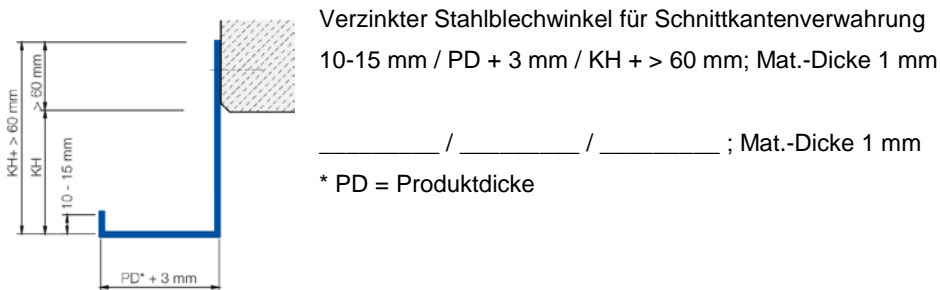 Verzinkter Stahlblechwinkel für Schnittkantenverwahrung
10-15 mm / PD + 3 mm / KH + > 60 mm; Mat.-Dicke 1 mm
_________ / _________ / _________ ; Mat.-Dicke 1 mm
* PD = Produktdicke
KH+ > 60 mm
> 60 mm
KH
10 - 15 mm
PD* + 3 mm